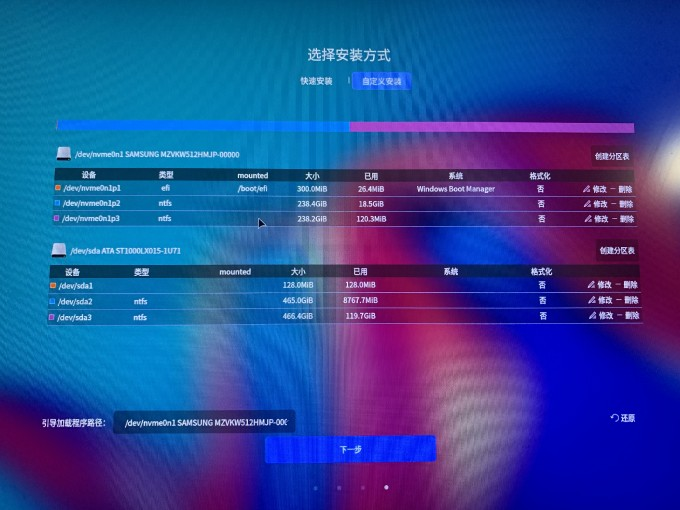 选择安装方式
快速安装 | 自定义安装
/dev/nvme0n1 SAMSUNG MZVKW512HMJP-00000 创建分区表
设备 类型 mounted 大小 已用 系统 格式化
/dev/nvme0n1p1 efi /boot/efi 300.0MiB 26.4MiB Windows Boot Manager 否 修改 删除
/dev/nvme0n1p2 ntfs 238.4GiB 18.5GiB 否 修改 删除
/dev/nvme0n1p3 ntfs 238.2GiB 120.3MiB 否 修改 删除
/dev/sda ATA ST1000LX015-1U71 创建分区表
设备 类型 mounted 大小 已用 系统 格式化
/dev/sda1 128.0MiB 128.0MiB 否 修改 删除
/dev/sda2 ntfs 465.0GiB 8767.7MiB 否 修改 删除
/dev/sda3 ntfs 466.4GiB 119.7GiB 否 修改 删除
还原
引导加载程序路径: /dev/nvme0n1 SAMSUNG MZVKW512HMJP-00
下一步